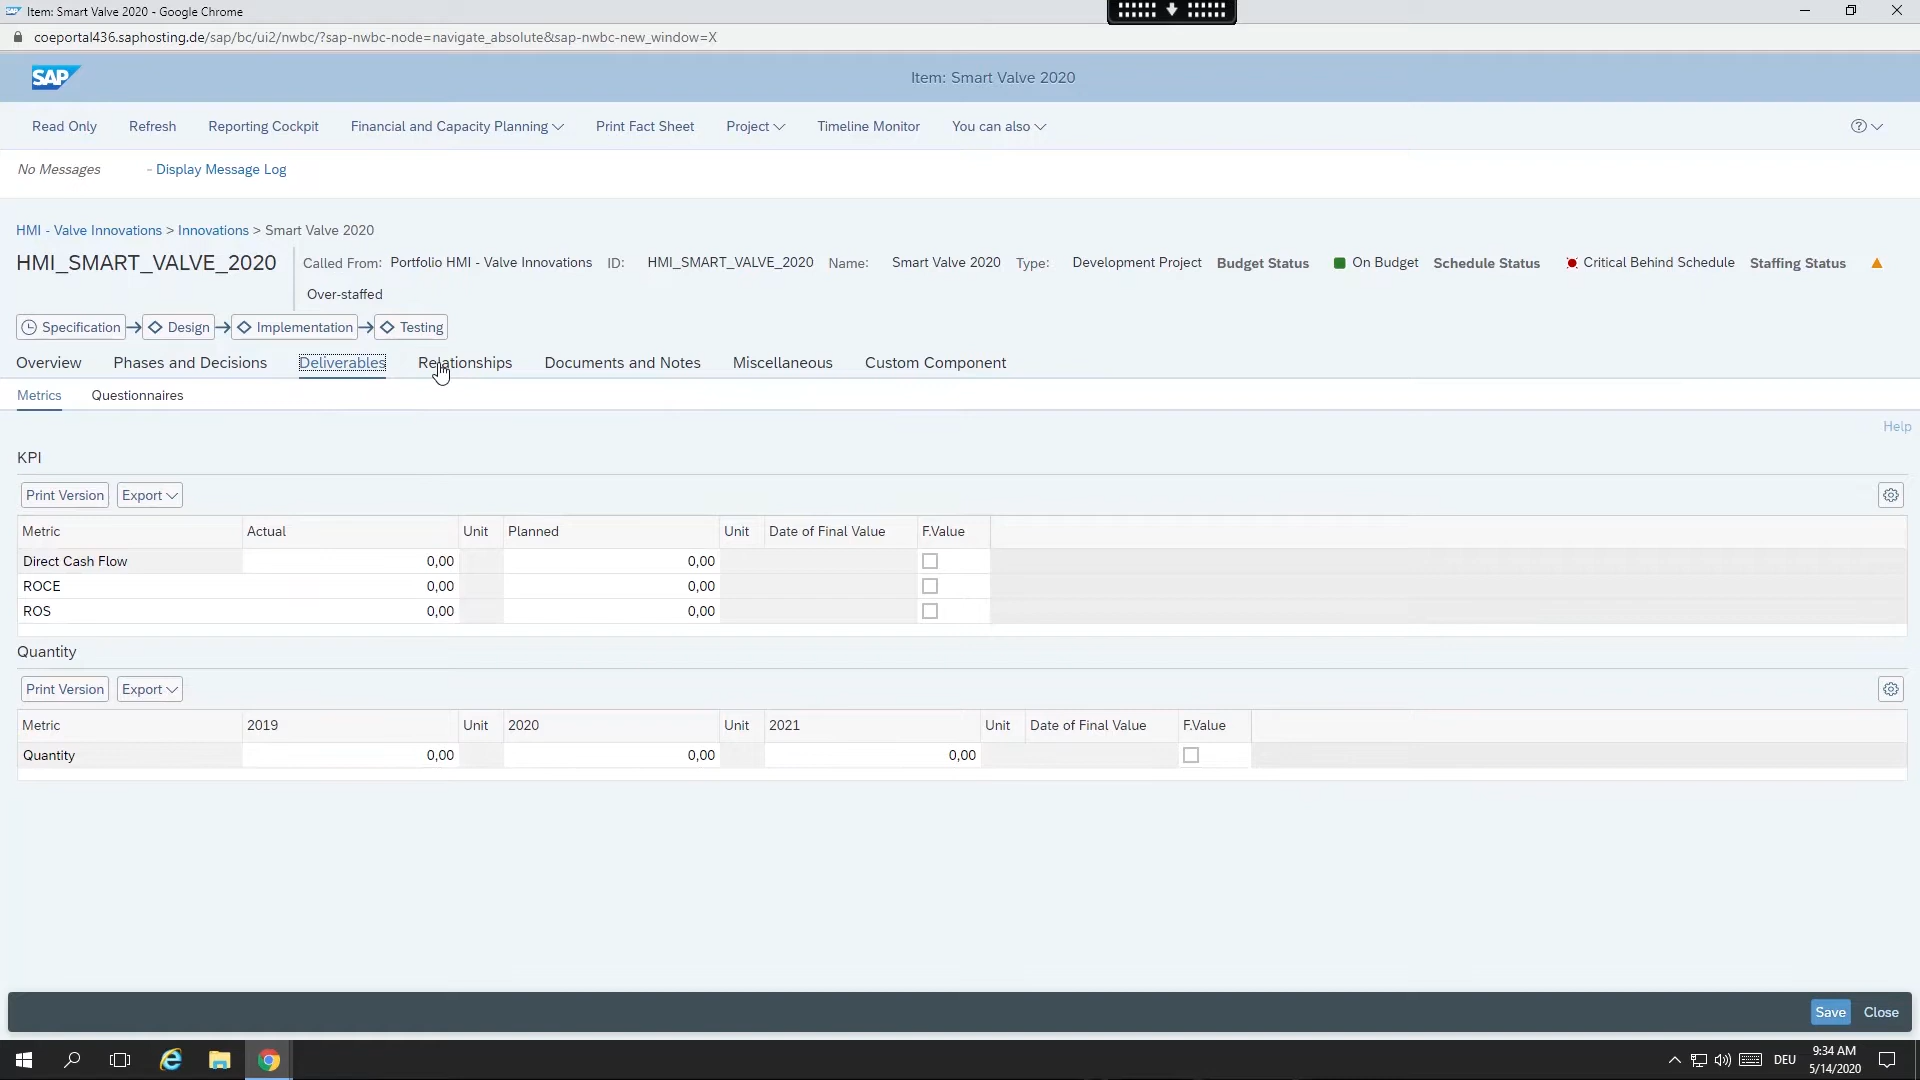 Item: Smart Valve 2020 - Google Chrome
coeportal436.saphosting.de/sap/bc/ui2/nwbc/?sap-nwbc-node=navigate_absolute&sap-nwbc-new_window=X
SAP Item: Smart Valve 2020
Read Only Refresh Reporting Cockpit Financial and Capacity Planning Print Fact Sheet Project Timeline Monitor You can also
No Messages - Display Message Log
HMI - Valve Innovations > Innovations > Smart Valve 2020
HMI_SMART_VALVE_2020 Called From: Portfolio HMI - Valve Innovations ID: HMI_SMART_VALVE_2020 Name: Smart Valve 2020 Type: Development Project Budget Status On Budget Schedule Status Critical Behind Schedule Staffing Status
Over-staffed
Specification Design Implementation Testing
Overview Phases and Decisions Deliverables Relationships Documents and Notes Miscellaneous Custom Component
Metrics Questionnaires
Help
KPI
Print Version Export
Metric Actual Unit Planned Unit Date of Final Value F.Value
Direct Cash Flow 0,00 0,00
ROCE 0,00 0,00
ROS 0,00 0,00
Quantity
Print Version Export
Metric 2019 Unit 2020 Unit 2021 Unit Date of Final Value F.Value
Quantity 0,00 0,00 0,00
Save Close
DEU 9:34 AM
5/14/2020